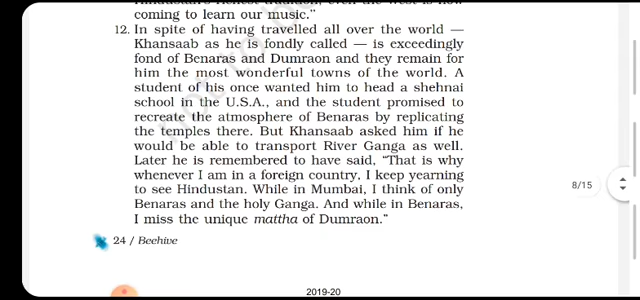 coming to learn our music."
12. In spite of having travelled all over the world —
Khansaab as he is fondly called — is exceedingly
fond of Benaras and Dumraon and they remain for
him the most wonderful towns of the world. A
student of his once wanted him to head a shehnai
school in the U.S.A., and the student promised to
recreate the atmosphere of Benaras by replicating
the temples there. But Khansaab asked him if he
would be able to transport River Ganga as well.
Later he is remembered to have said, "That is why
whenever I am in a foreign country, I keep yearning
to see Hindustan. While in Mumbai, I think of only
Benaras and the holy Ganga. And while in Benaras,
I miss the unique mattha of Dumraon."
8/15
24 / Beehive
2019-20